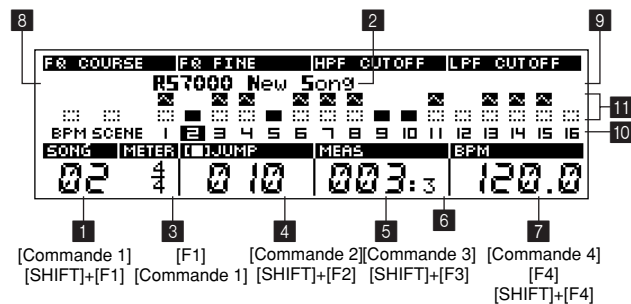 8 2 9
FQ COURSE FQ FINE HPF CUTOFF LPF CUTOFF
RS7000 New Song
11
BPM SCENE 1 2 3 4 5 6 7 8 9 10 11 12 13 14 15 16 10
SONG METER [■]JUMP MEAS BPM
02 4/4 010 003:3 120.0
1 3 4 5 6 7
[Commande 1] [F1] [Commande 2][Commande 3] [Commande 4]
[SHIFT]+[F1] [Commande 1] [SHIFT]+[F2] [SHIFT]+[F3] [F4]
[SHIFT]+[F4]